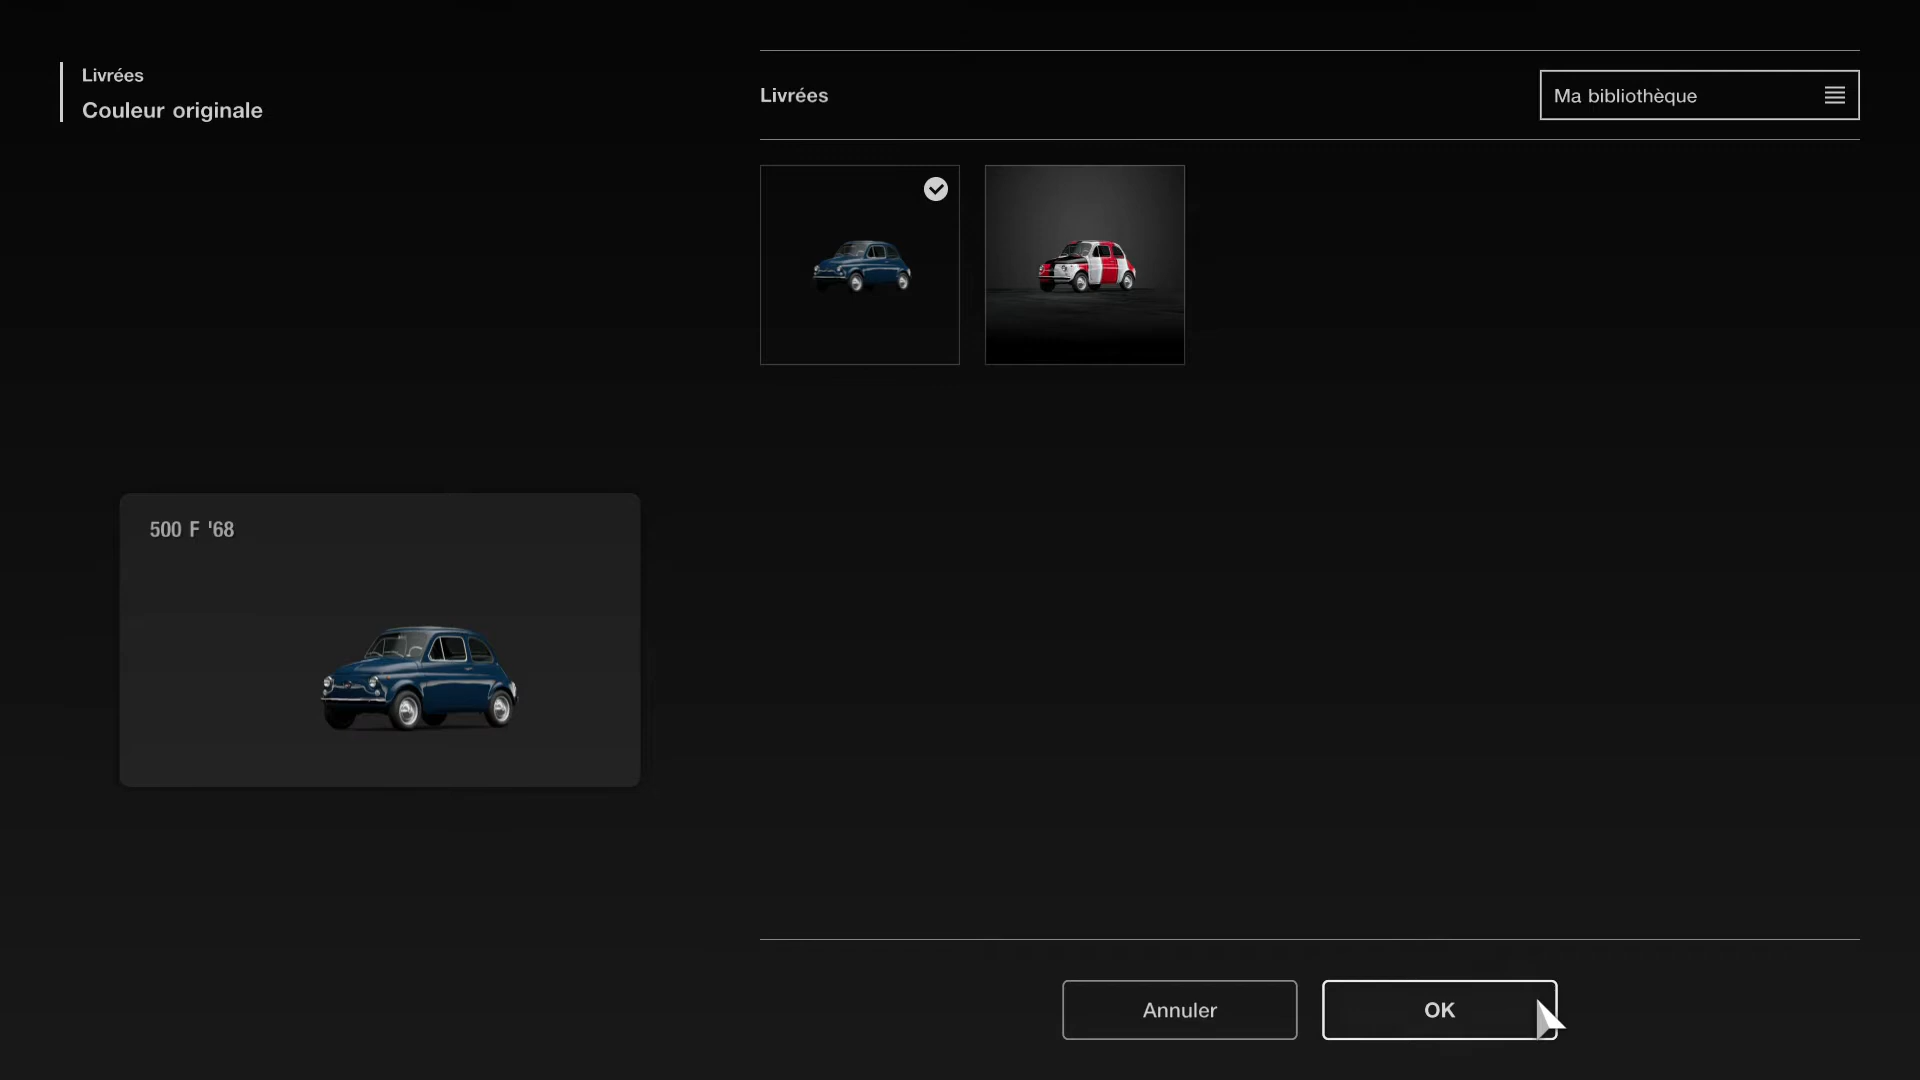 Livrées
Couleur originale
Livrées
Ma bibliothèque
500 F '68
Annuler
OK